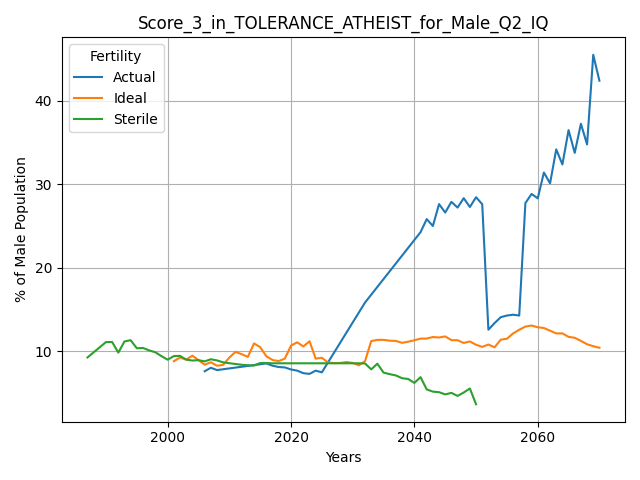 Score_3_in_TOLERANCE_ATHEIST_for_Male_Q2_IQ
Fertility
Actual
Ideal
Sterile
% of Male Population
40
30
20
10
2000
2020
2040
2060
Years